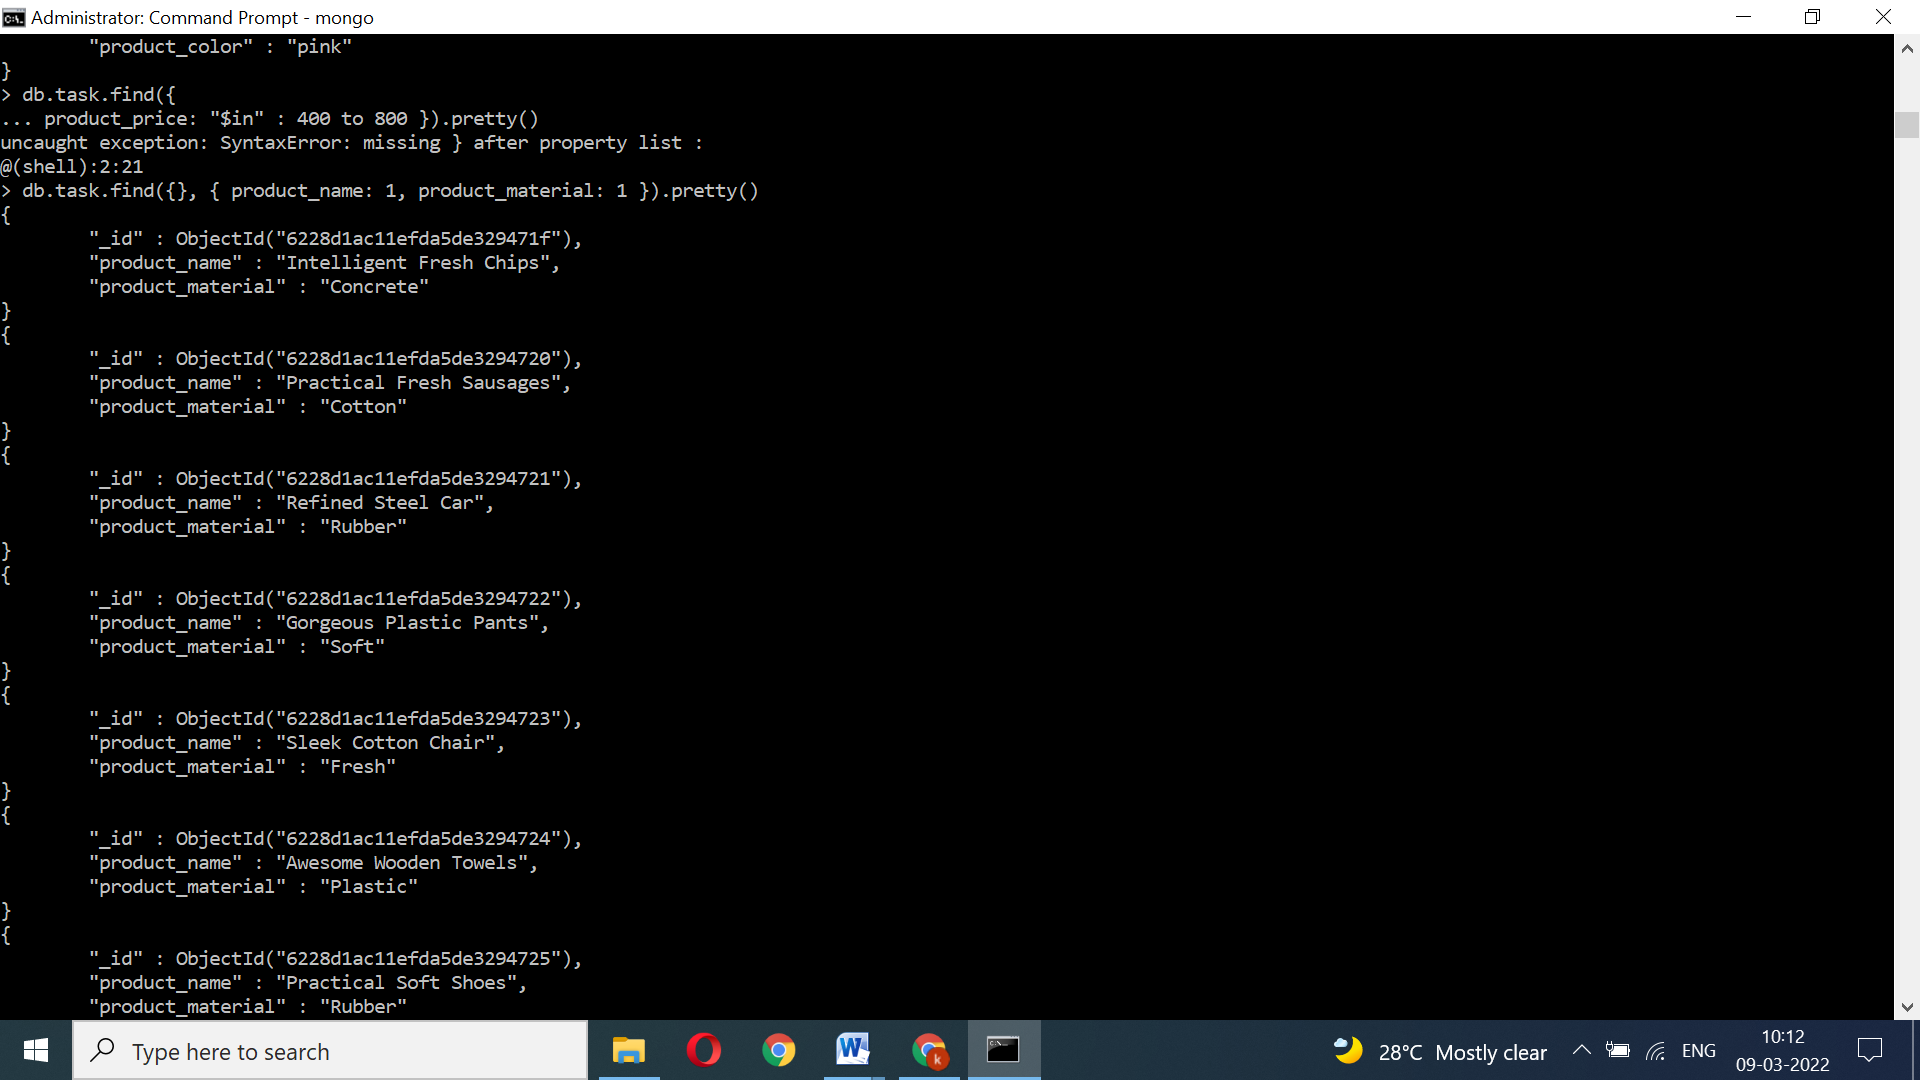 Administrator: Command Prompt - mongo
"product_color" : "pink"
}
> db.task.find({
... product_price: "$in" : 400 to 800 }).pretty()
uncaught exception: SyntaxError: missing } after property list :
@(shell):2:21
> db.task.find({}, { product_name: 1, product_material: 1 }).pretty()
{
"_id" : ObjectId("6228d1ac11efda5de329471f"),
"product_name" : "Intelligent Fresh Chips",
"product_material" : "Concrete"
}
{
"_id" : ObjectId("6228d1ac11efda5de3294720"),
"product_name" : "Practical Fresh Sausages",
"product_material" : "Cotton"
}
{
"_id" : ObjectId("6228d1ac11efda5de3294721"),
"product_name" : "Refined Steel Car",
"product_material" : "Rubber"
}
{
"_id" : ObjectId("6228d1ac11efda5de3294722"),
"product_name" : "Gorgeous Plastic Pants",
"product_material" : "Soft"
}
{
"_id" : ObjectId("6228d1ac11efda5de3294723"),
"product_name" : "Sleek Cotton Chair",
"product_material" : "Fresh"
}
{
"_id" : ObjectId("6228d1ac11efda5de3294724"),
"product_name" : "Awesome Wooden Towels",
"product_material" : "Plastic"
}
{
"_id" : ObjectId("6228d1ac11efda5de3294725"),
"product_name" : "Practical Soft Shoes",
"product_material" : "Rubber"
Type here to search
28°C Mostly clear
ENG
10:12
09-03-2022